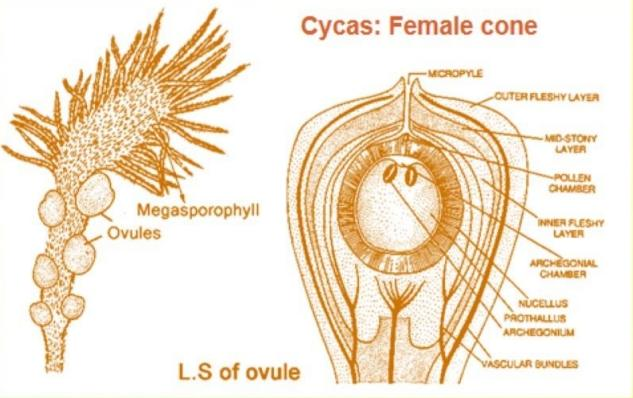 Cycas: Female cone
MICROPYLE
OUTER FLESHY LAYER
MID-STONY
LAYER
POLLEN
CHAMBER
INNER FLESHY
LAYER
ARCHEGONIAL
CHAMBER
NUCELLUS
PROTHALLUS
ARCHEGONIUM
VASCULAR BUNDLES
Megasporophyll
Ovules
L.S of ovule